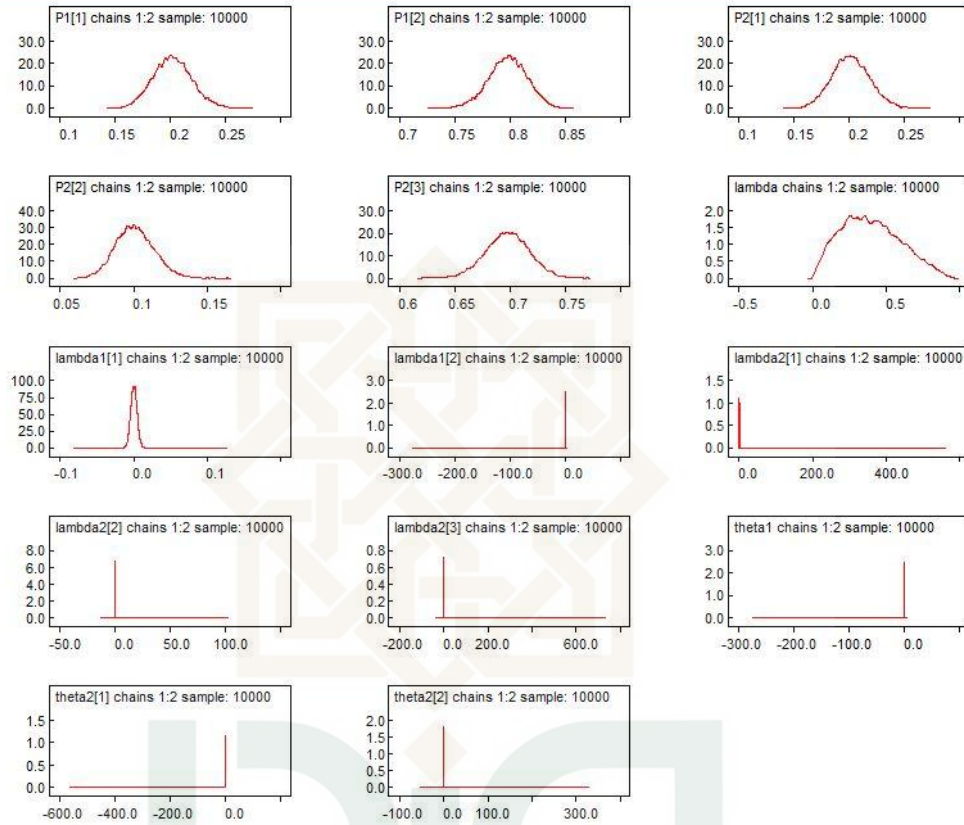 P1[1] chains 1:2 sample: 10000
30.0
20.0
10.0
0.0
0.1 0.15 0.2 0.25
P1[2] chains 1:2 sample: 10000
30.0
20.0
10.0
0.0
0.7 0.75 0.8 0.85
P2[1] chains 1:2 sample: 10000
30.0
20.0
10.0
0.0
0.1 0.15 0.2 0.25
P2[2] chains 1:2 sample: 10000
40.0
30.0
20.0
10.0
0.0
0.05 0.1 0.15
P2[3] chains 1:2 sample: 10000
30.0
20.0
10.0
0.0
0.6 0.65 0.7 0.75
lambda chains 1:2 sample: 10000
2.0
1.5
1.0
0.5
0.0
-0.5 0.0 0.5
lambda1[1] chains 1:2 sample: 10000
100.0
75.0
50.0
25.0
0.0
-0.1 0.0 0.1
lambda1[2] chains 1:2 sample: 10000
3.0
2.0
1.0
0.0
-300.0 -200.0 -100.0 0.0
lambda2[1] chains 1:2 sample: 10000
1.5
1.0
0.5
0.0
0.0 200.0 400.0
lambda2[2] chains 1:2 sample: 10000
8.0
6.0
4.0
2.0
0.0
-50.0 0.0 50.0 100.0
lambda2[3] chains 1:2 sample: 10000
0.8
0.6
0.4
0.2
0.0
-200.0 0.0 200.0 600.0
theta1 chains 1:2 sample: 10000
3.0
2.0
1.0
0.0
-300.0 -200.0 -100.0 0.0
theta2[1] chains 1:2 sample: 10000
1.5
1.0
0.5
0.0
-600.0 -400.0 -200.0 0.0
theta2[2] chains 1:2 sample: 10000
2.0
1.5
1.0
0.5
0.0
-100.0 0.0 100.0 300.0